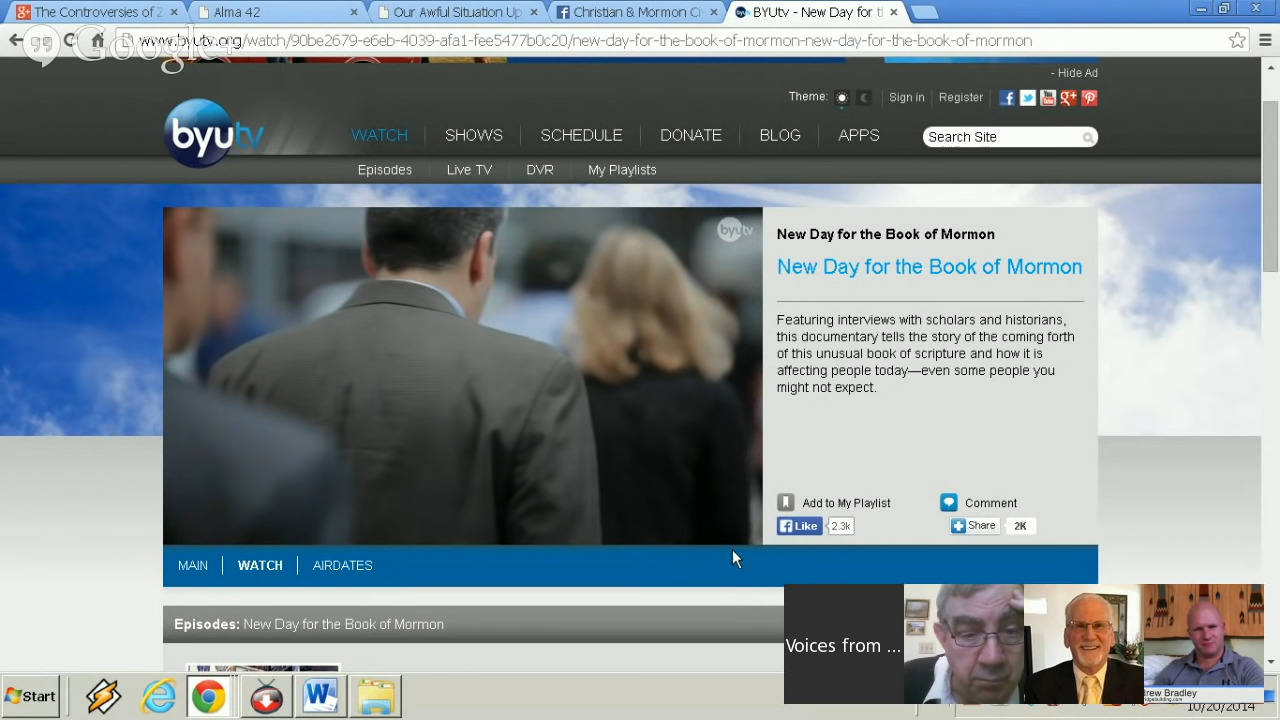 The Controversies of 2
Alma 42
Our Awful Situation Up
Christian & Mormon C
BYUtv - New Day for t
www.byutv.org/watch/90be2679-e6eb-4039-afa1-fee5477b0c20/new-day-for-the-book-of-mormon-new-day-for-the-book-of-mormon
Google+
- Hide Ad
Theme:
Sign in
Register
byutv
WATCH
SHOWS
SCHEDULE
DONATE
BLOG
APPS
Search Site
Episodes
Live TV
DVR
My Playlists
byutv
New Day for the Book of Mormon
New Day for the Book of Mormon
Featuring interviews with scholars and historians,
this documentary tells the story of the coming forth
of this unusual book of scripture and how it is
affecting people today—even some people you
might not expect.
Add to My Playlist
Comment
Like
2.3k
Share
2K
MAIN
WATCH
AIRDATES
Episodes: New Day for the Book of Mormon
Voices from ...
drew Bradley
Start
10/20/2014